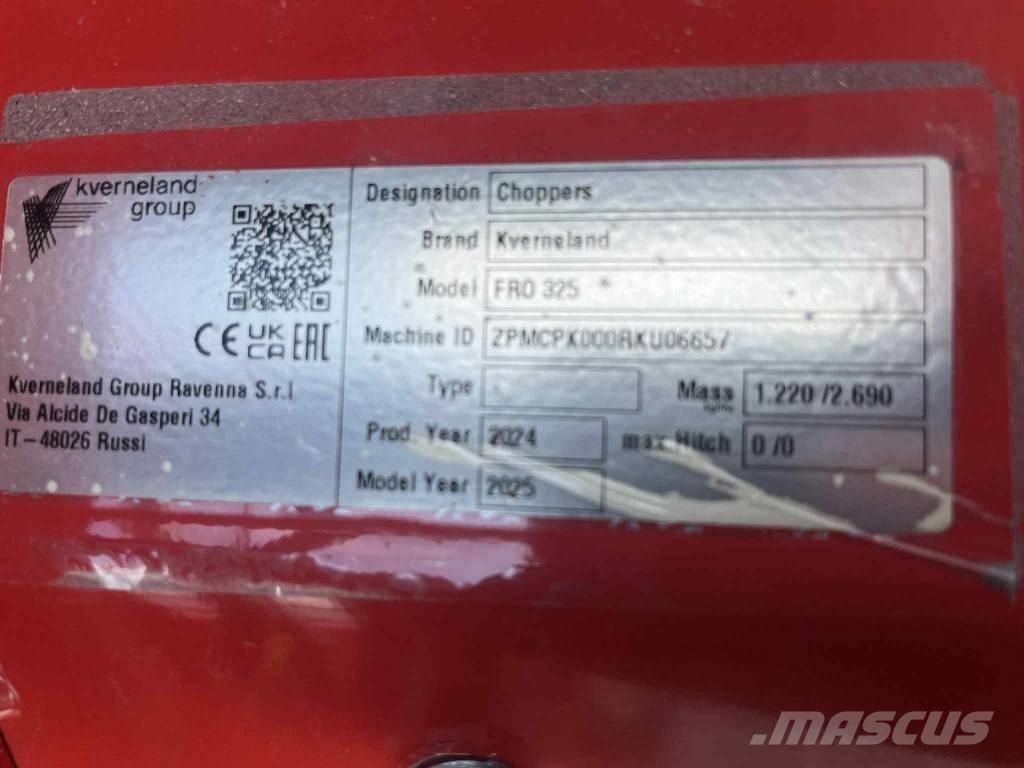 kverneland
group
CE UK CA EAC
Kverneland Group Ravenna S.r.l
Via Alcide De Gasperi 34
IT-48026 Russi
Designation Choppers
Brand Kverneland
Model FRO 325
Machine ID ZPMCPK000RKU06657
Type Mass 1.220 /2.690
Prod. Year 2024 max Hitch 0 /0
Model Year 2025
.MASCUS